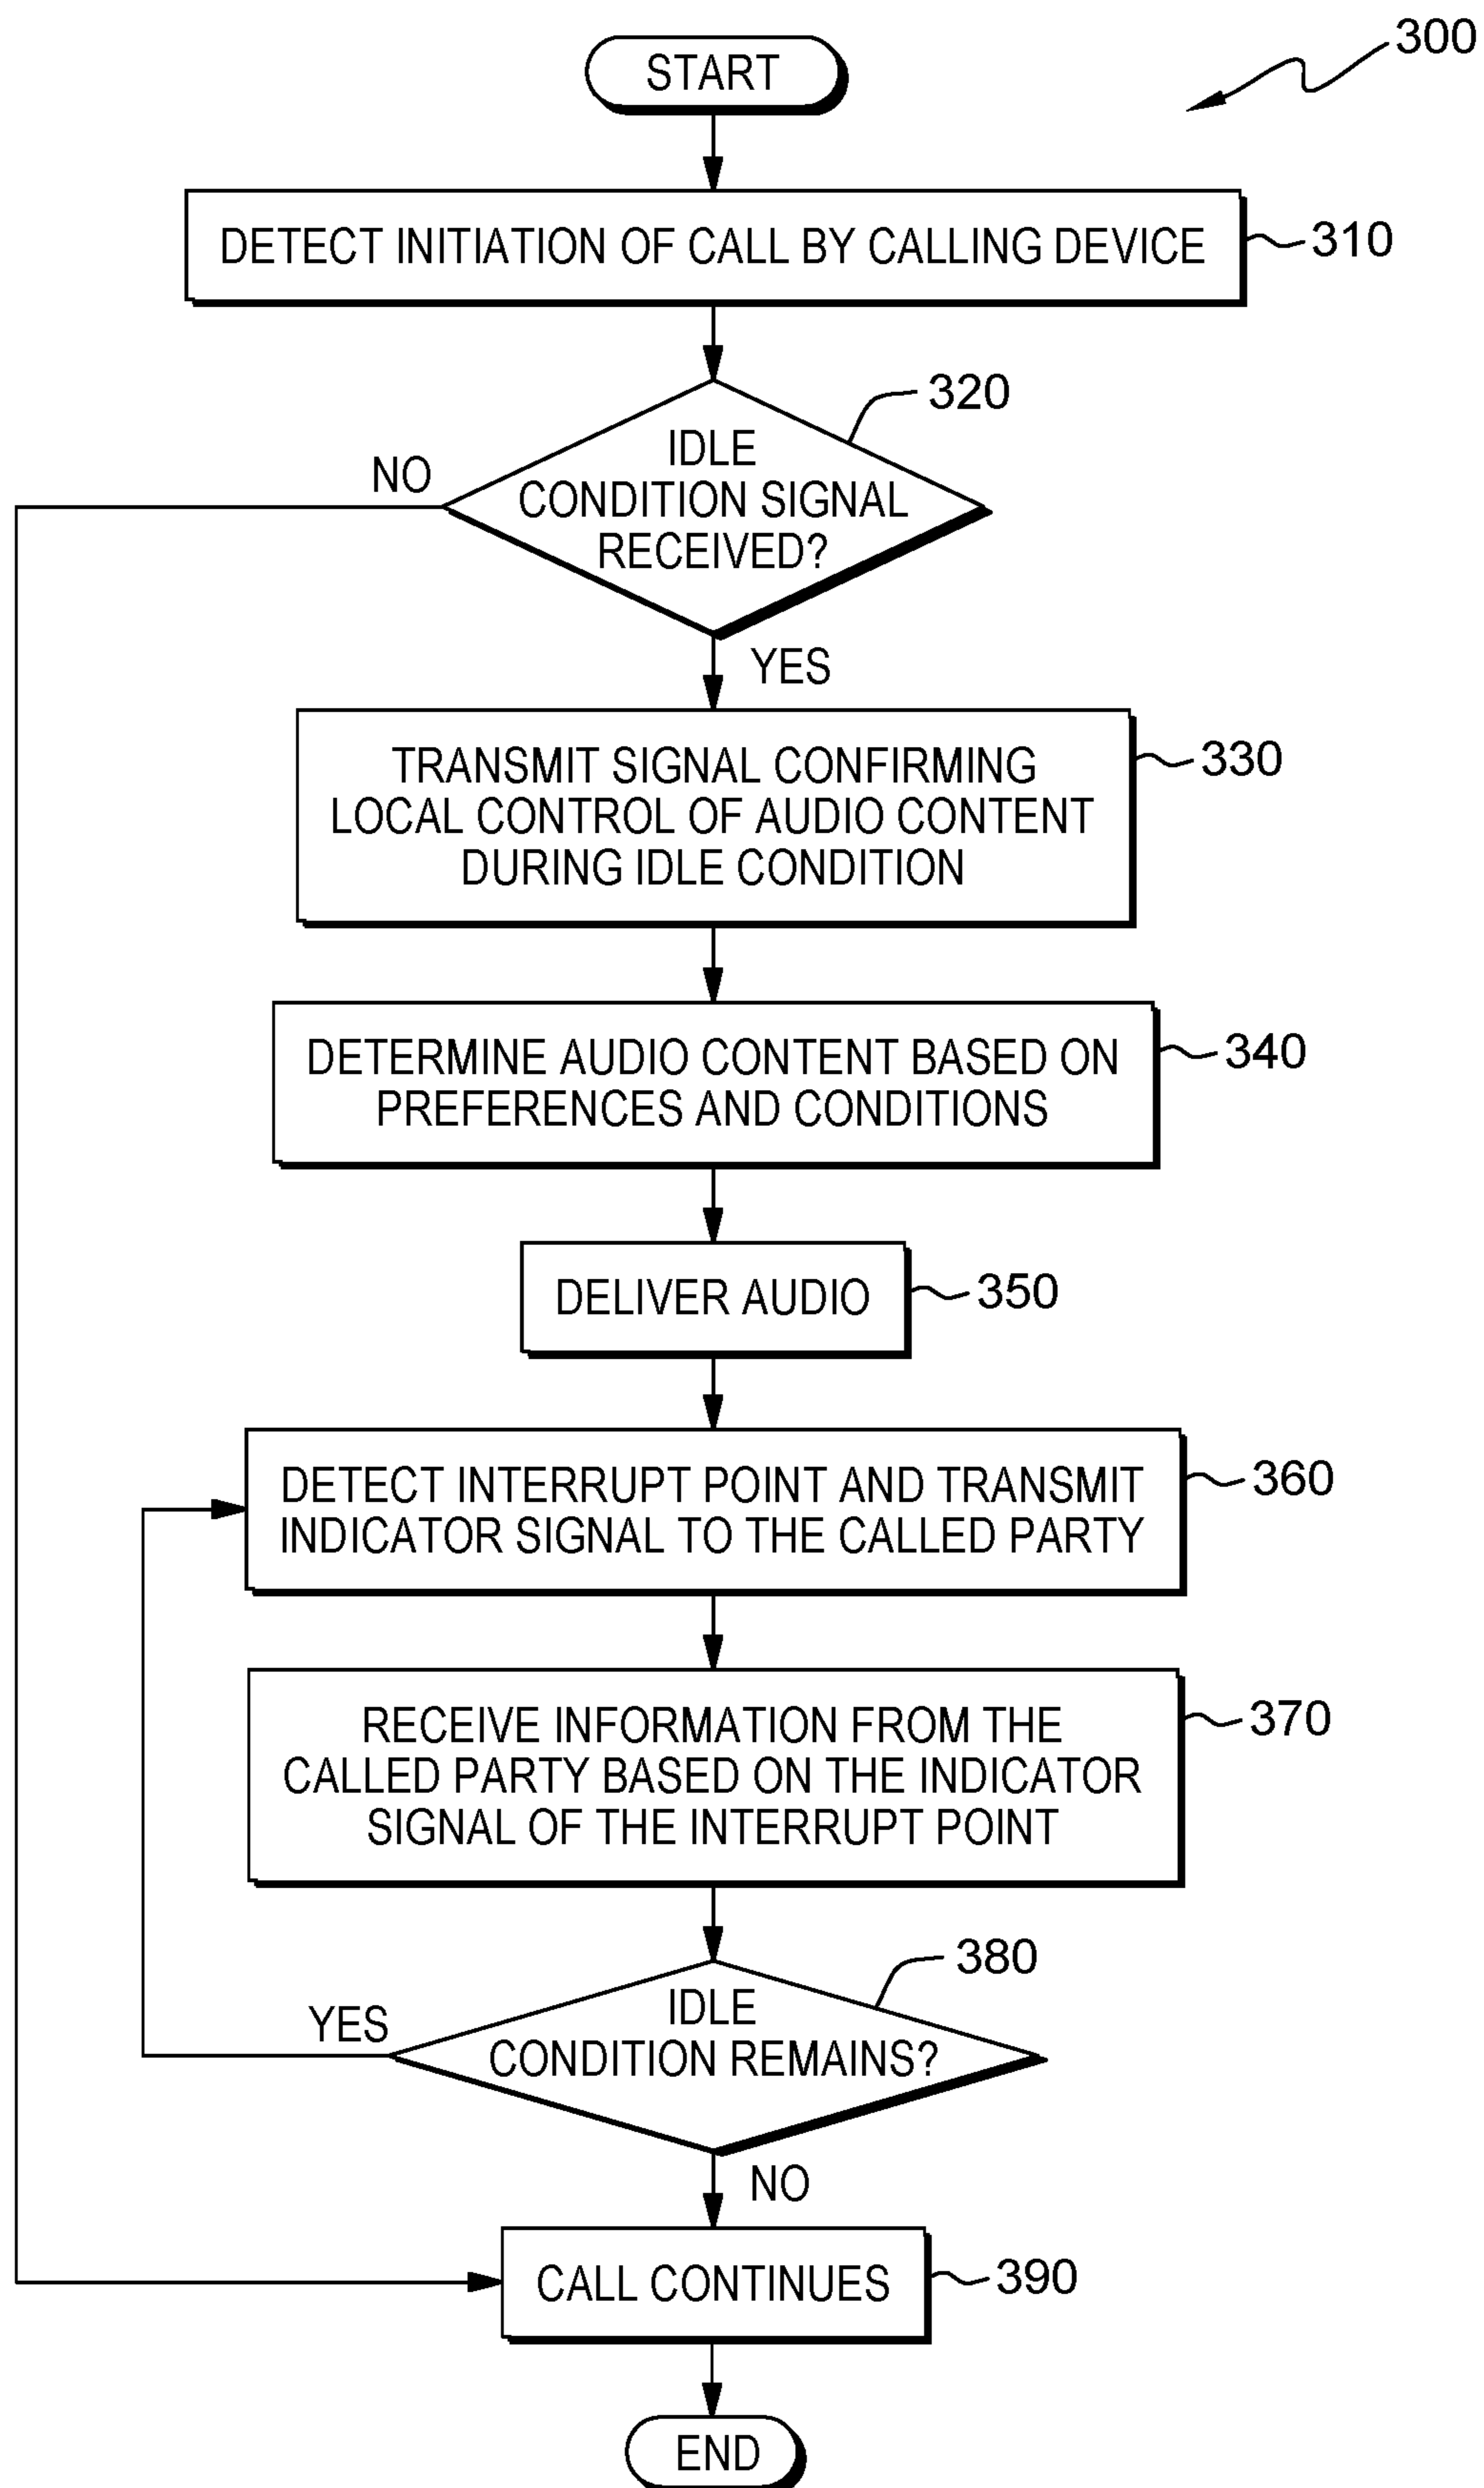 300
START
DETECT INITIATION OF CALL BY CALLING DEVICE
310
320
IDLE
CONDITION SIGNAL
RECEIVED?
NO
YES
TRANSMIT SIGNAL CONFIRMING
LOCAL CONTROL OF AUDIO CONTENT
DURING IDLE CONDITION
330
DETERMINE AUDIO CONTENT BASED ON
PREFERENCES AND CONDITIONS
340
DELIVER AUDIO
350
DETECT INTERRUPT POINT AND TRANSMIT
INDICATOR SIGNAL TO THE CALLED PARTY
360
RECEIVE INFORMATION FROM THE
CALLED PARTY BASED ON THE INDICATOR
SIGNAL OF THE INTERRUPT POINT
370
380
IDLE
CONDITION REMAINS?
YES
NO
CALL CONTINUES
390
END